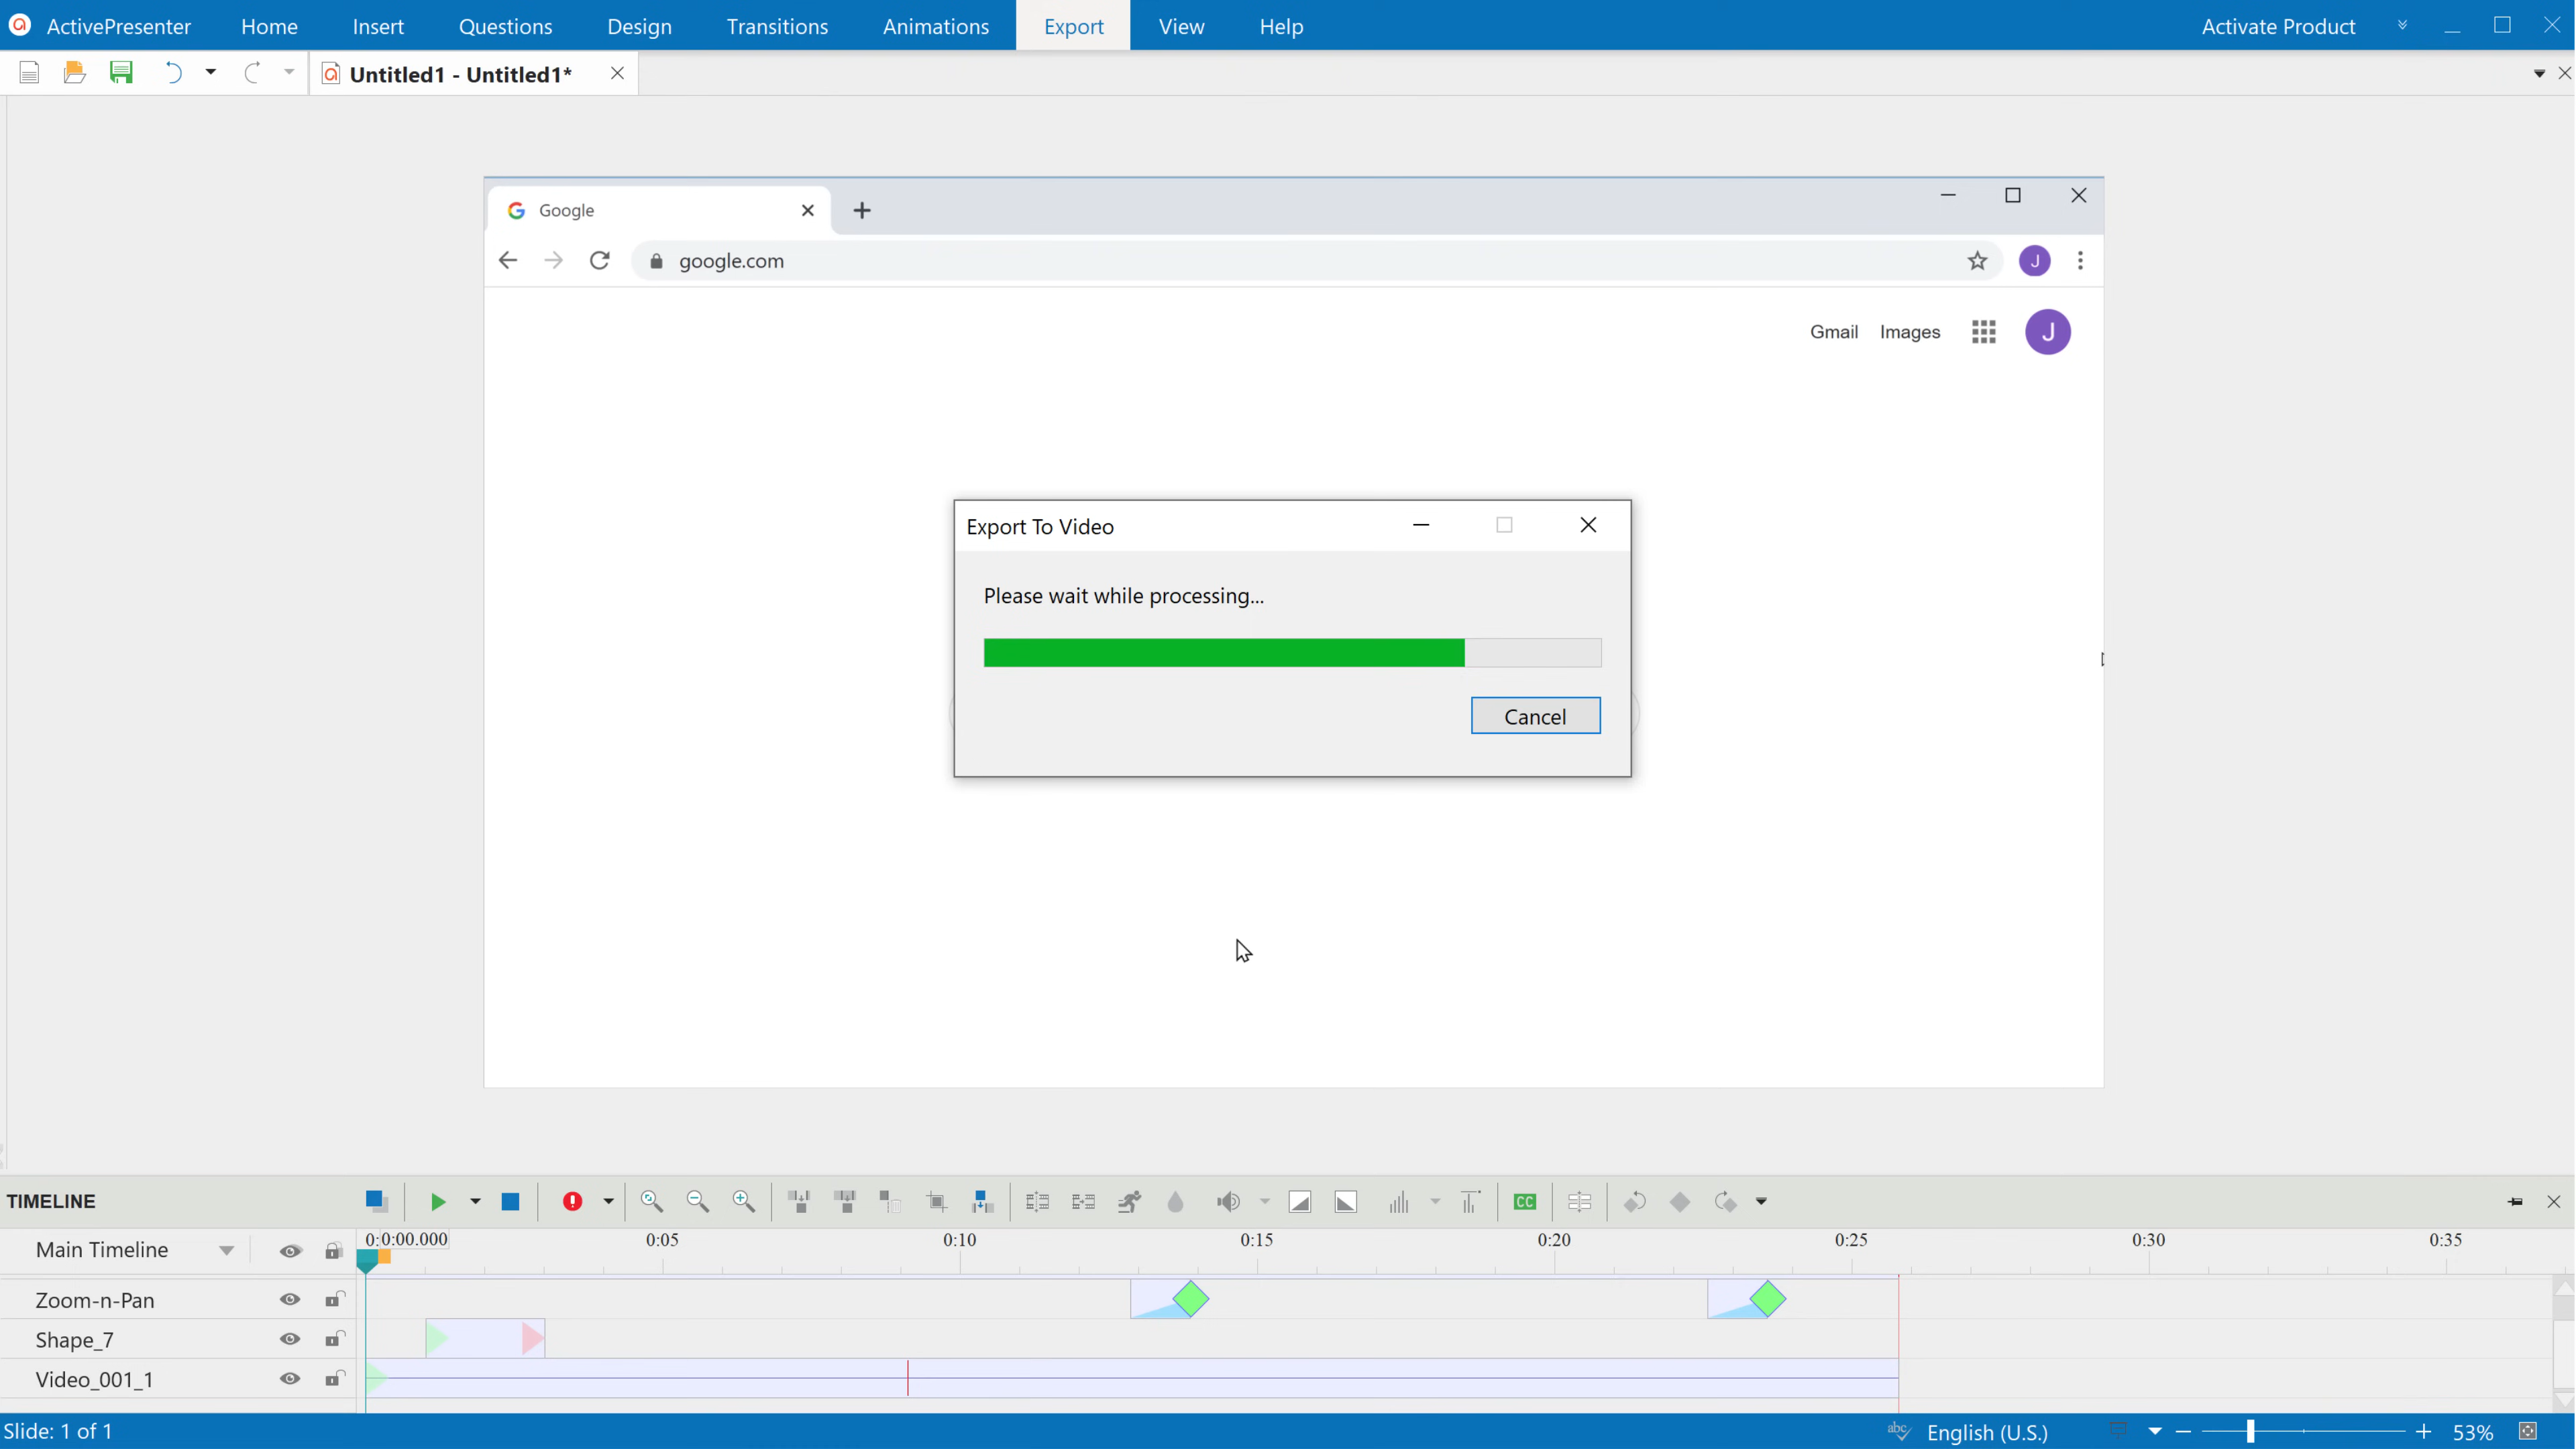 ActivePresenter Home Insert Questions Design Transitions Animations Export View Help Activate Product
Untitled1 - Untitled1*
Google
google.com
J
Gmail Images J
Export To Video
Please wait while processing...
Cancel
TIMELINE
CC
Main Timeline
0:00.000 0:05 0:10 0:15 0:20 0:25 0:30 0:35
Zoom-n-Pan
Shape_7
Video_001_1
Slide: 1 of 1 abc English (U.S.) 53%